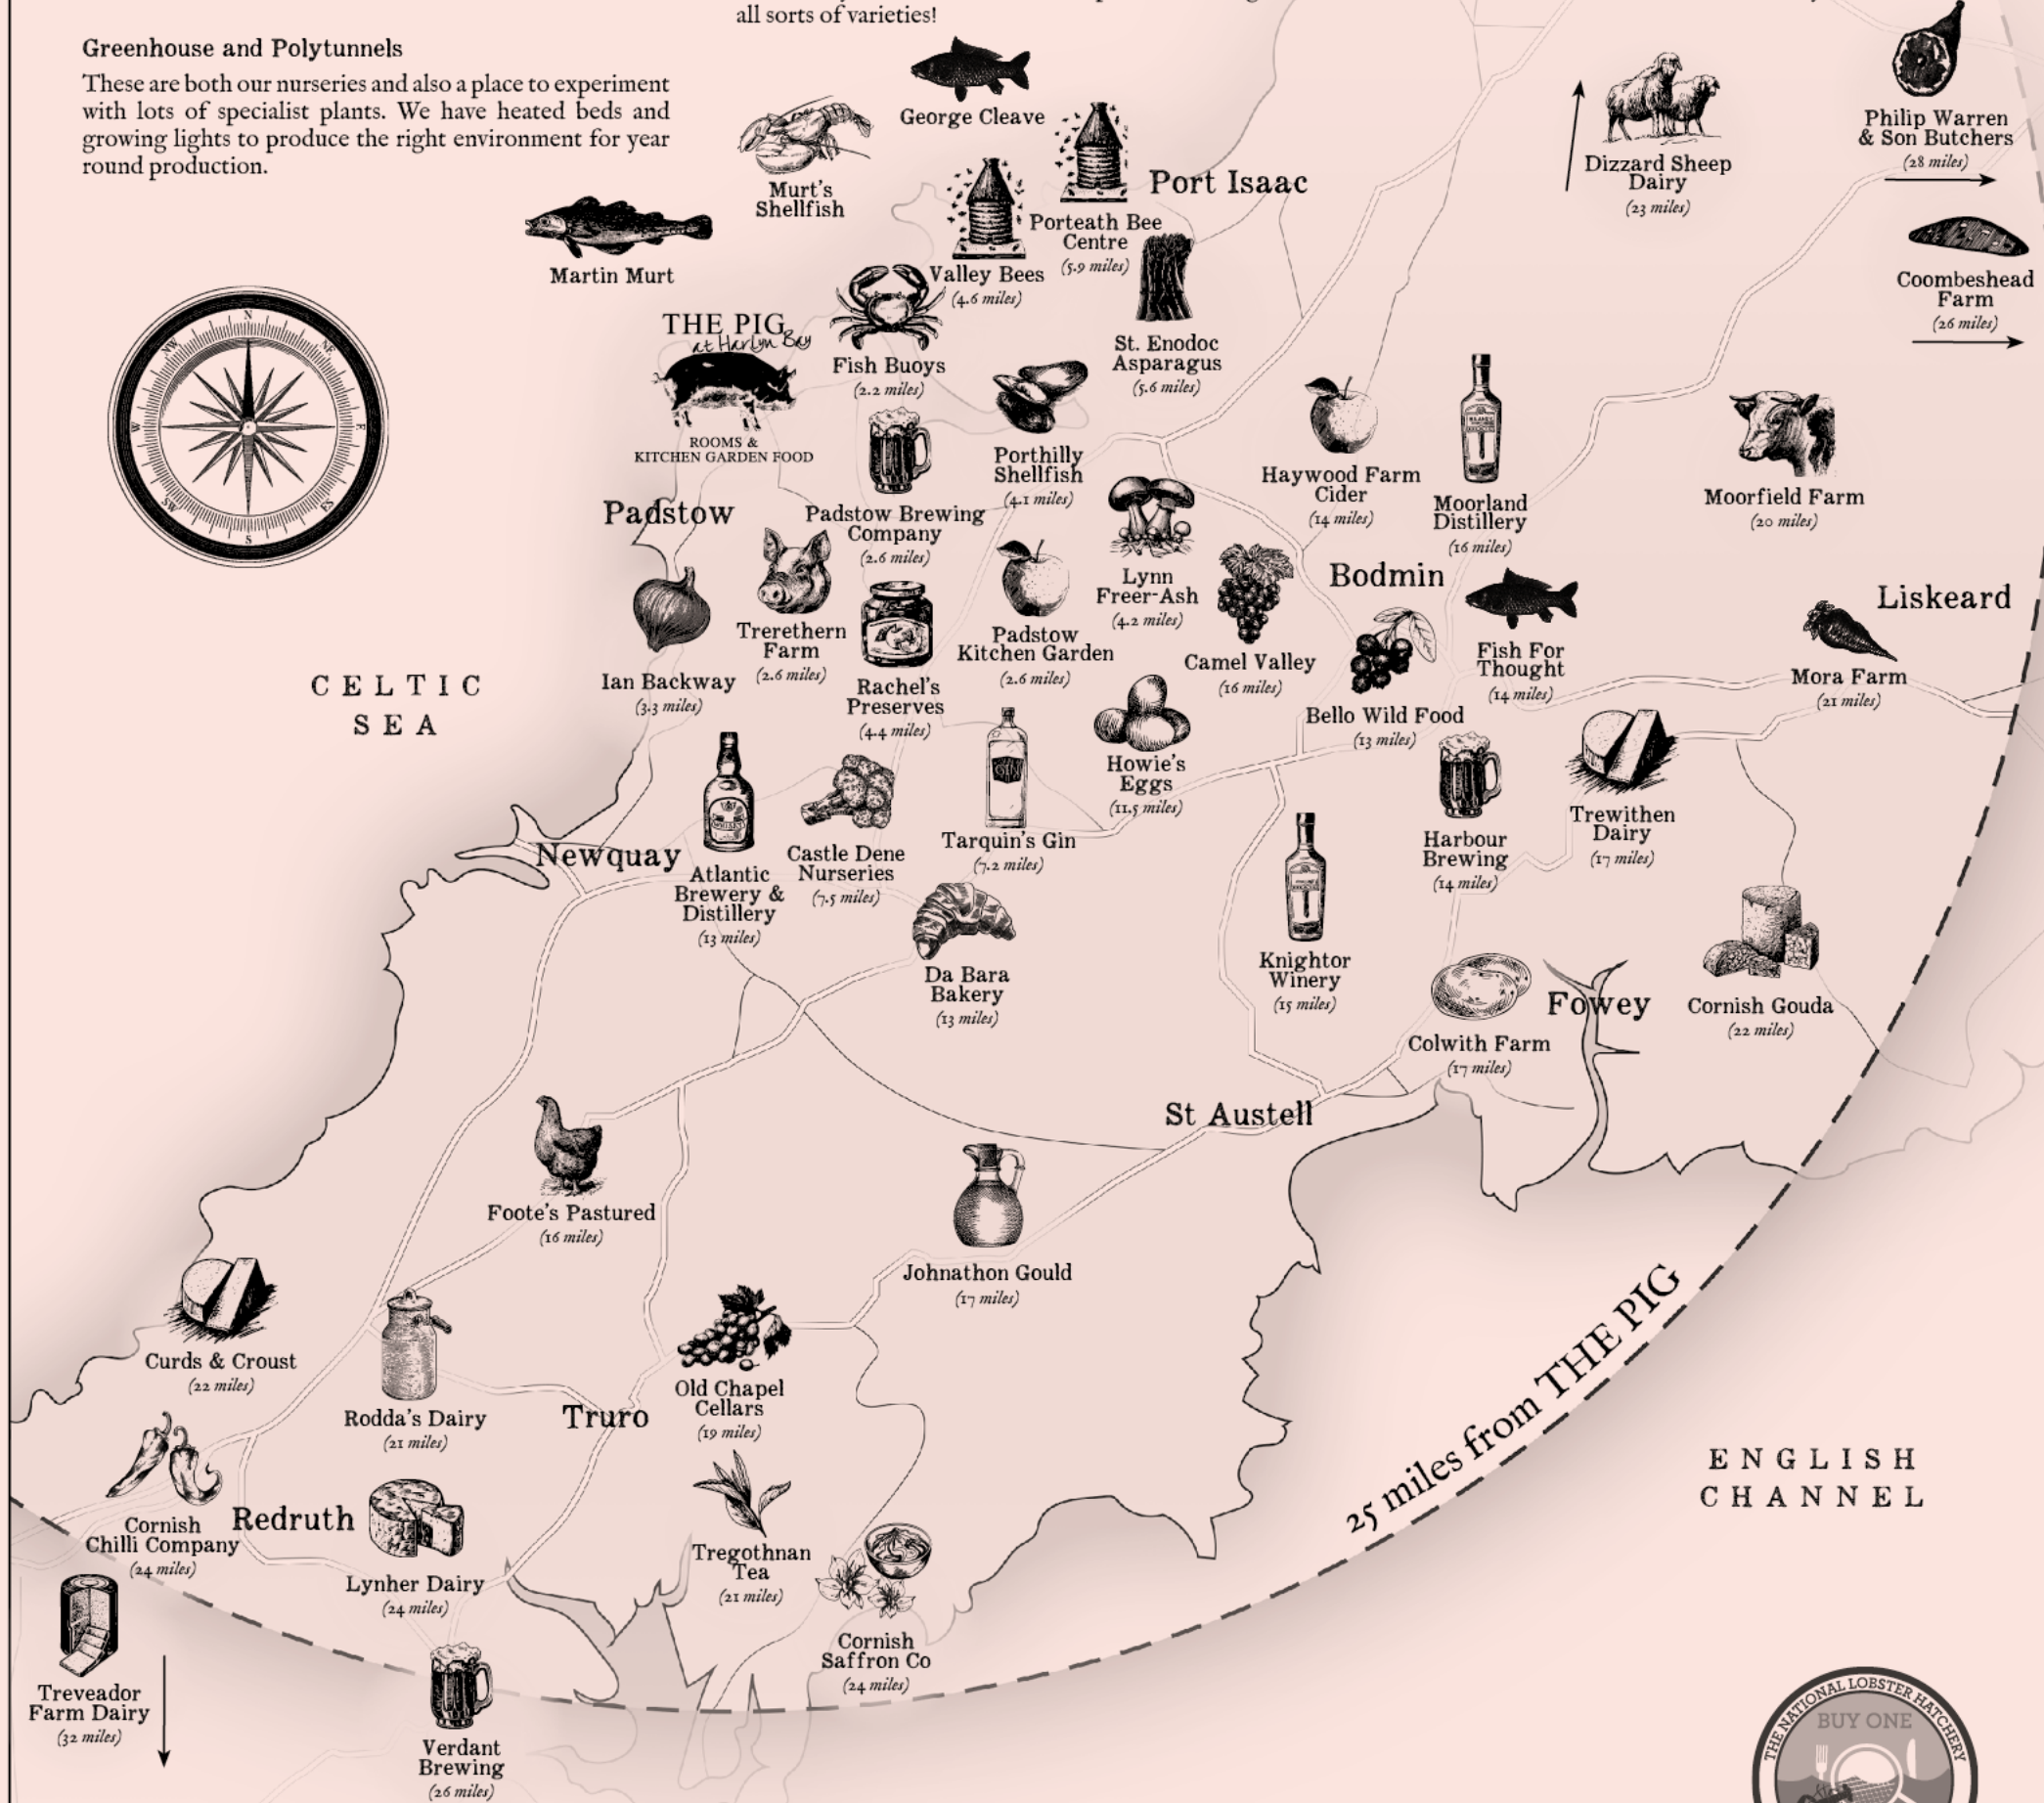 all sorts of varieties!
Greenhouse and Polytunnels
These are both our nurseries and also a place to experiment
with lots of specialist plants. We have heated beds and
growing lights to produce the right environment for year
round production.
George Cleave
Murt's
Shellfish
Martin Murt
Porteath Bee
Centre
(5.9 miles)
Port Isaac
Valley Bees
(4.6 miles)
Dizzard Sheep
Dairy
(23 miles)
Philip Warren
& Son Butchers
(28 miles)
Coombeshead
Farm
(26 miles)
N
NE
E
ES
S
SW
W
NW
THE PIG
at Harlyn Bay
ROOMS &
KITCHEN GARDEN FOOD
Fish Buoys
(2.2 miles)
St. Enodoc
Asparagus
(5.6 miles)
Porthilly
Shellfish
(4.1 miles)
Haywood Farm
Cider
(14 miles)
Moorland
Distillery
(16 miles)
Moorfield Farm
(20 miles)
Padstow
Padstow Brewing
Company
(2.6 miles)
Lynn
Freer-Ash
(4.2 miles)
Bodmin
Liskeard
Trerethern
Farm
(2.6 miles)
Padstow
Kitchen Garden
(2.6 miles)
Camel Valley
(16 miles)
Fish For
Thought
(14 miles)
Mora Farm
(21 miles)
Ian Backway
(3.3 miles)
Rachel's
Preserves
(4.4 miles)
Bello Wild Food
(13 miles)
CELTIC
SEA
Howie's
Eggs
(11.5 miles)
GIN
Tarquin's Gin
(7.2 miles)
Harbour
Brewing
(14 miles)
Trewithen
Dairy
(17 miles)
Newquay
Atlantic
Brewery &
Distillery
(13 miles)
Castle Dene
Nurseries
(7.5 miles)
Da Bara
Bakery
(13 miles)
Knightor
Winery
(15 miles)
Fowey
Cornish Gouda
(22 miles)
Colwith Farm
(17 miles)
St Austell
Foote's Pastured
(16 miles)
Johnathon Gould
(17 miles)
Curds & Croust
(22 miles)
Rodda's Dairy
(21 miles)
Truro
Old Chapel
Cellars
(19 miles)
25 miles from THE PIG
ENGLISH
CHANNEL
Cornish
Chilli Company
(24 miles)
Redruth
Lynher Dairy
(24 miles)
Tregothnan
Tea
(21 miles)
Cornish
Saffron Co
(24 miles)
Treveador
Farm Dairy
(32 miles)
Verdant
Brewing
(26 miles)
THE NATIONAL LOBSTER HATCHERY
BUY ONE